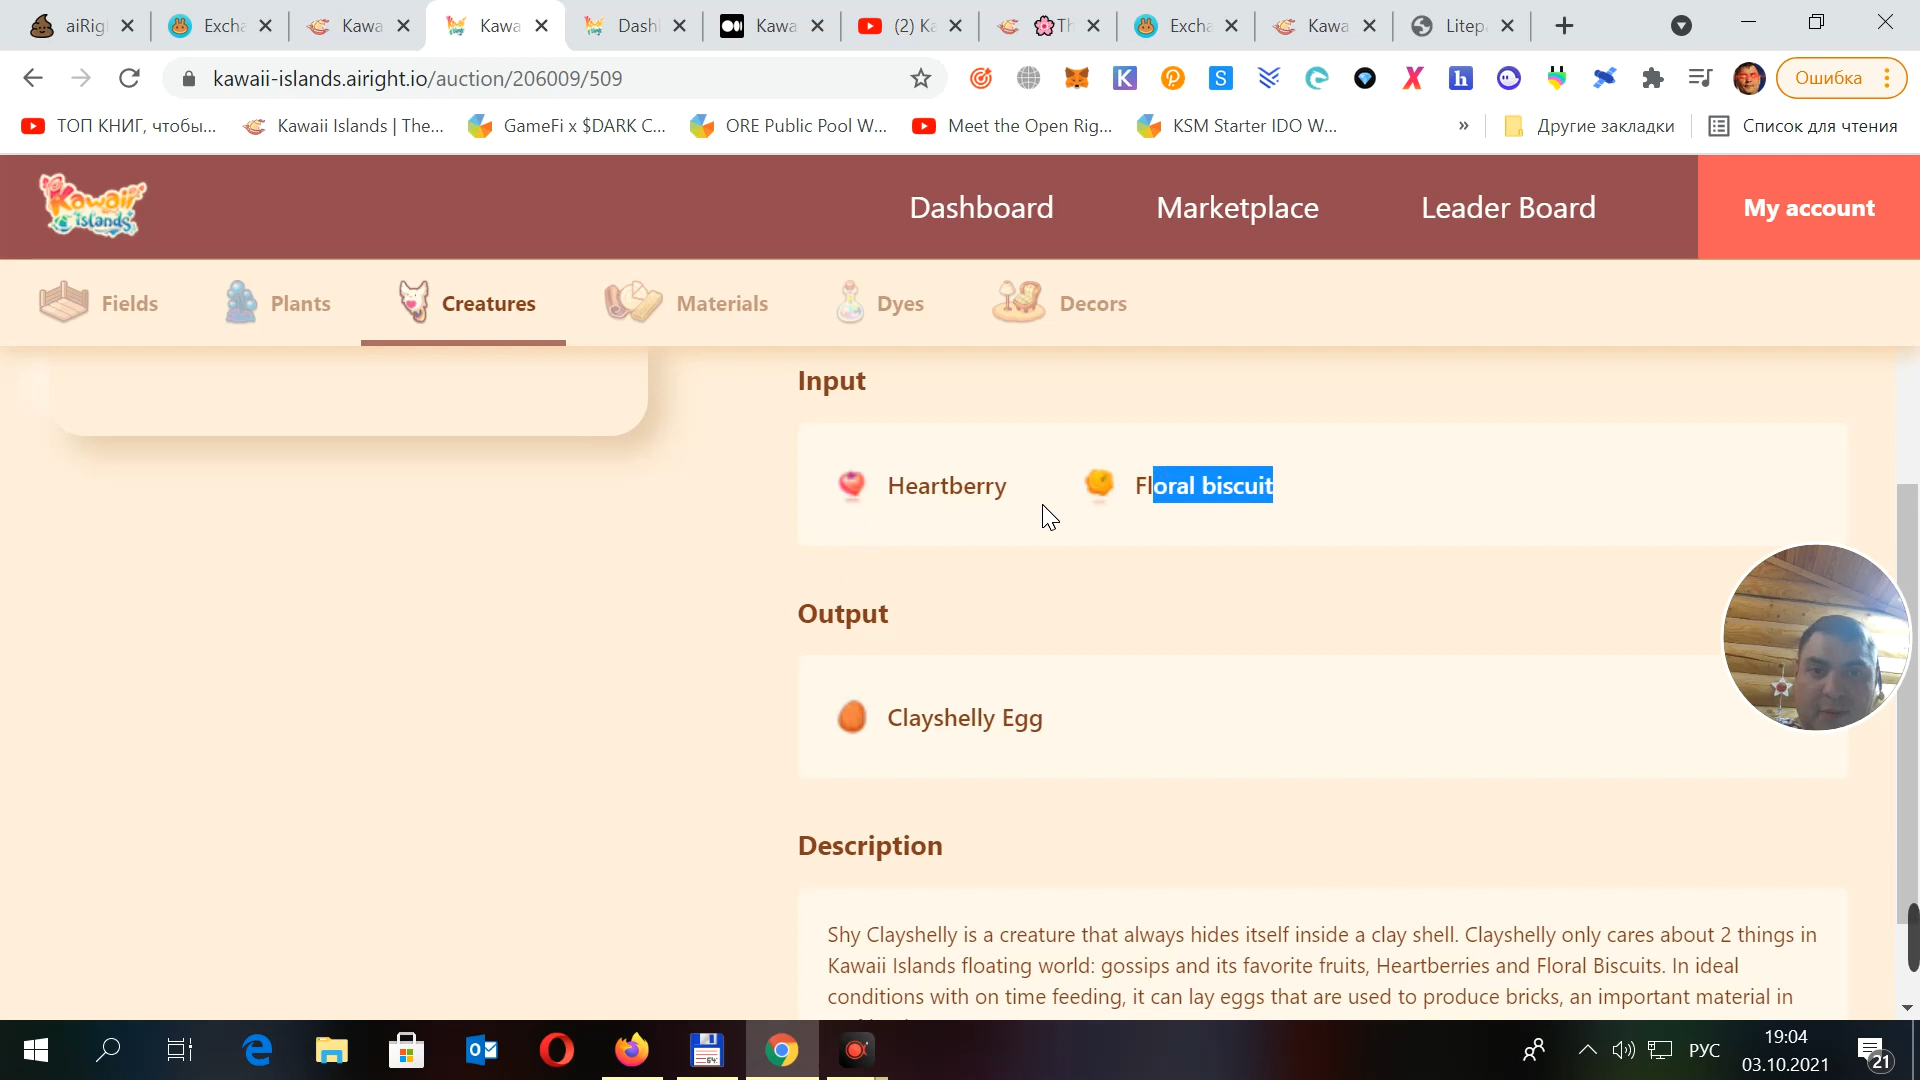 aiRigl
Excha
Kawa
Kawa
Dashl
Kawa
(2) Ka
🌸Th
Excha
Kawa
Litep
kawaii-islands.airight.io/auction/206009/509
Ошибка
ТОП КНИГ, чтобы...
Kawaii Islands | The...
GameFi x $DARK C...
ORE Public Pool W...
Meet the Open Rig...
KSM Starter IDO W...
»
Другие закладки
Список для чтения
Kawaii
islands
Dashboard
Marketplace
Leader Board
My account
Fields
Plants
Creatures
Materials
Dyes
Decors
Input
Heartberry
Floral biscuit
Output
Clayshelly Egg
Description
Shy Clayshelly is a creature that always hides itself inside a clay shell. Clayshelly only cares about 2 things in
Kawaii Islands floating world: gossips and its favorite fruits, Heartberries and Floral Biscuits. In ideal
conditions with on time feeding, it can lay eggs that are used to produce bricks, an important material in
РУС
19:04
03.10.2021
21